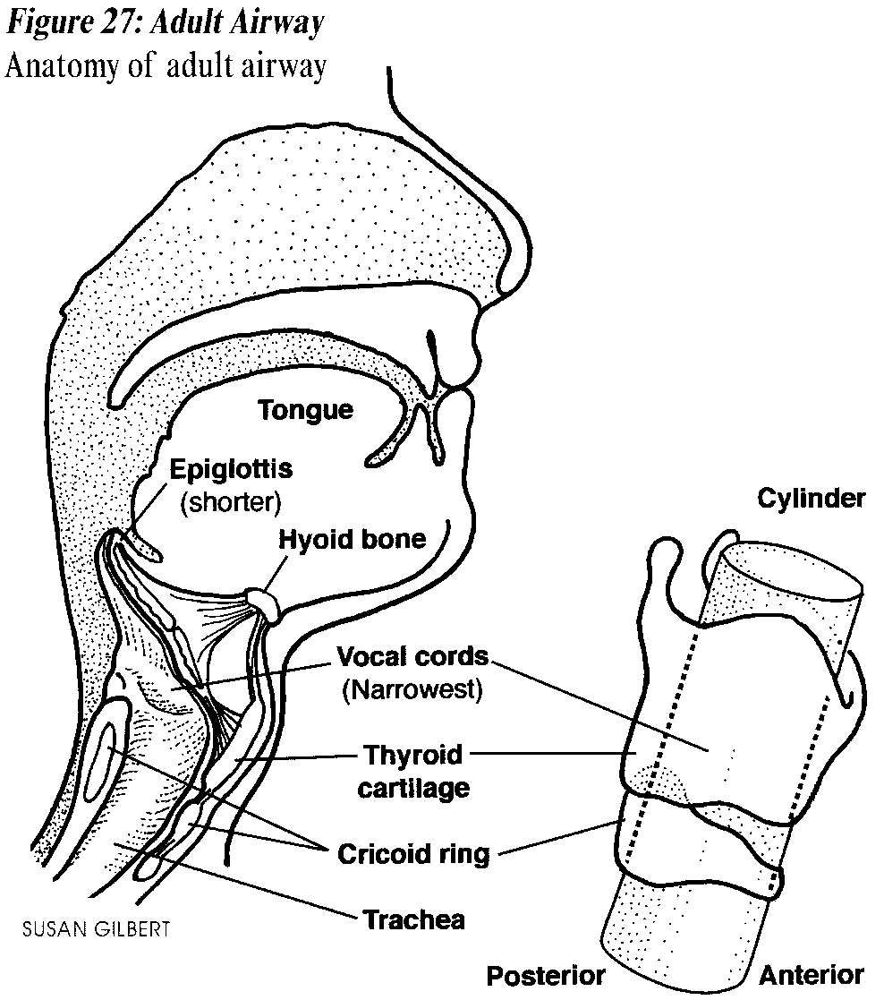 Figure 27: Adult Airway
Anatomy of adult airway
Tongue
Epiglottis
(shorter)
Hyoid bone
Cylinder
Vocal cords
(Narrowest)
Thyroid
cartilage
Cricoid ring
Trachea
SUSAN GILBERT
Posterior
Anterior